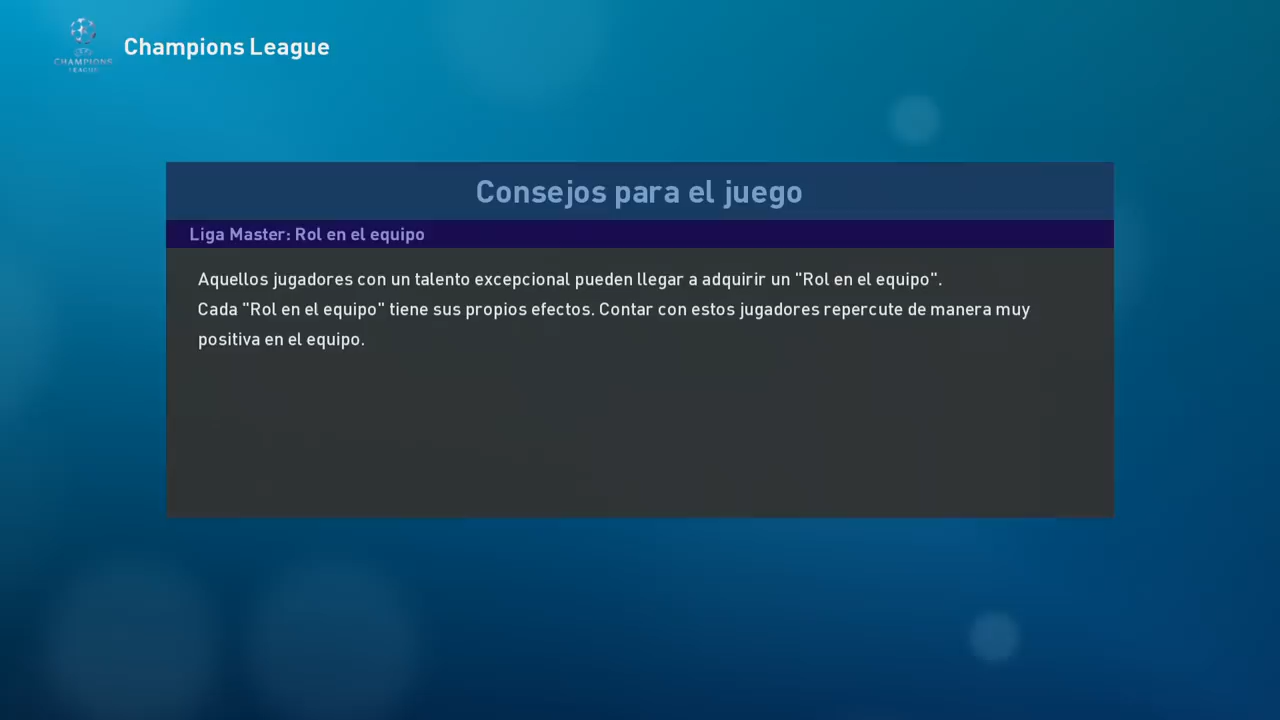 Champions League
CHAMPIONS
LEAGUE
Consejos para el juego
Liga Master: Rol en el equipo
Aquellos jugadores con un talento excepcional pueden llegar a adquirir un "Rol en el equipo".
Cada "Rol en el equipo" tiene sus propios efectos. Contar con estos jugadores repercute de manera muy
positiva en el equipo.